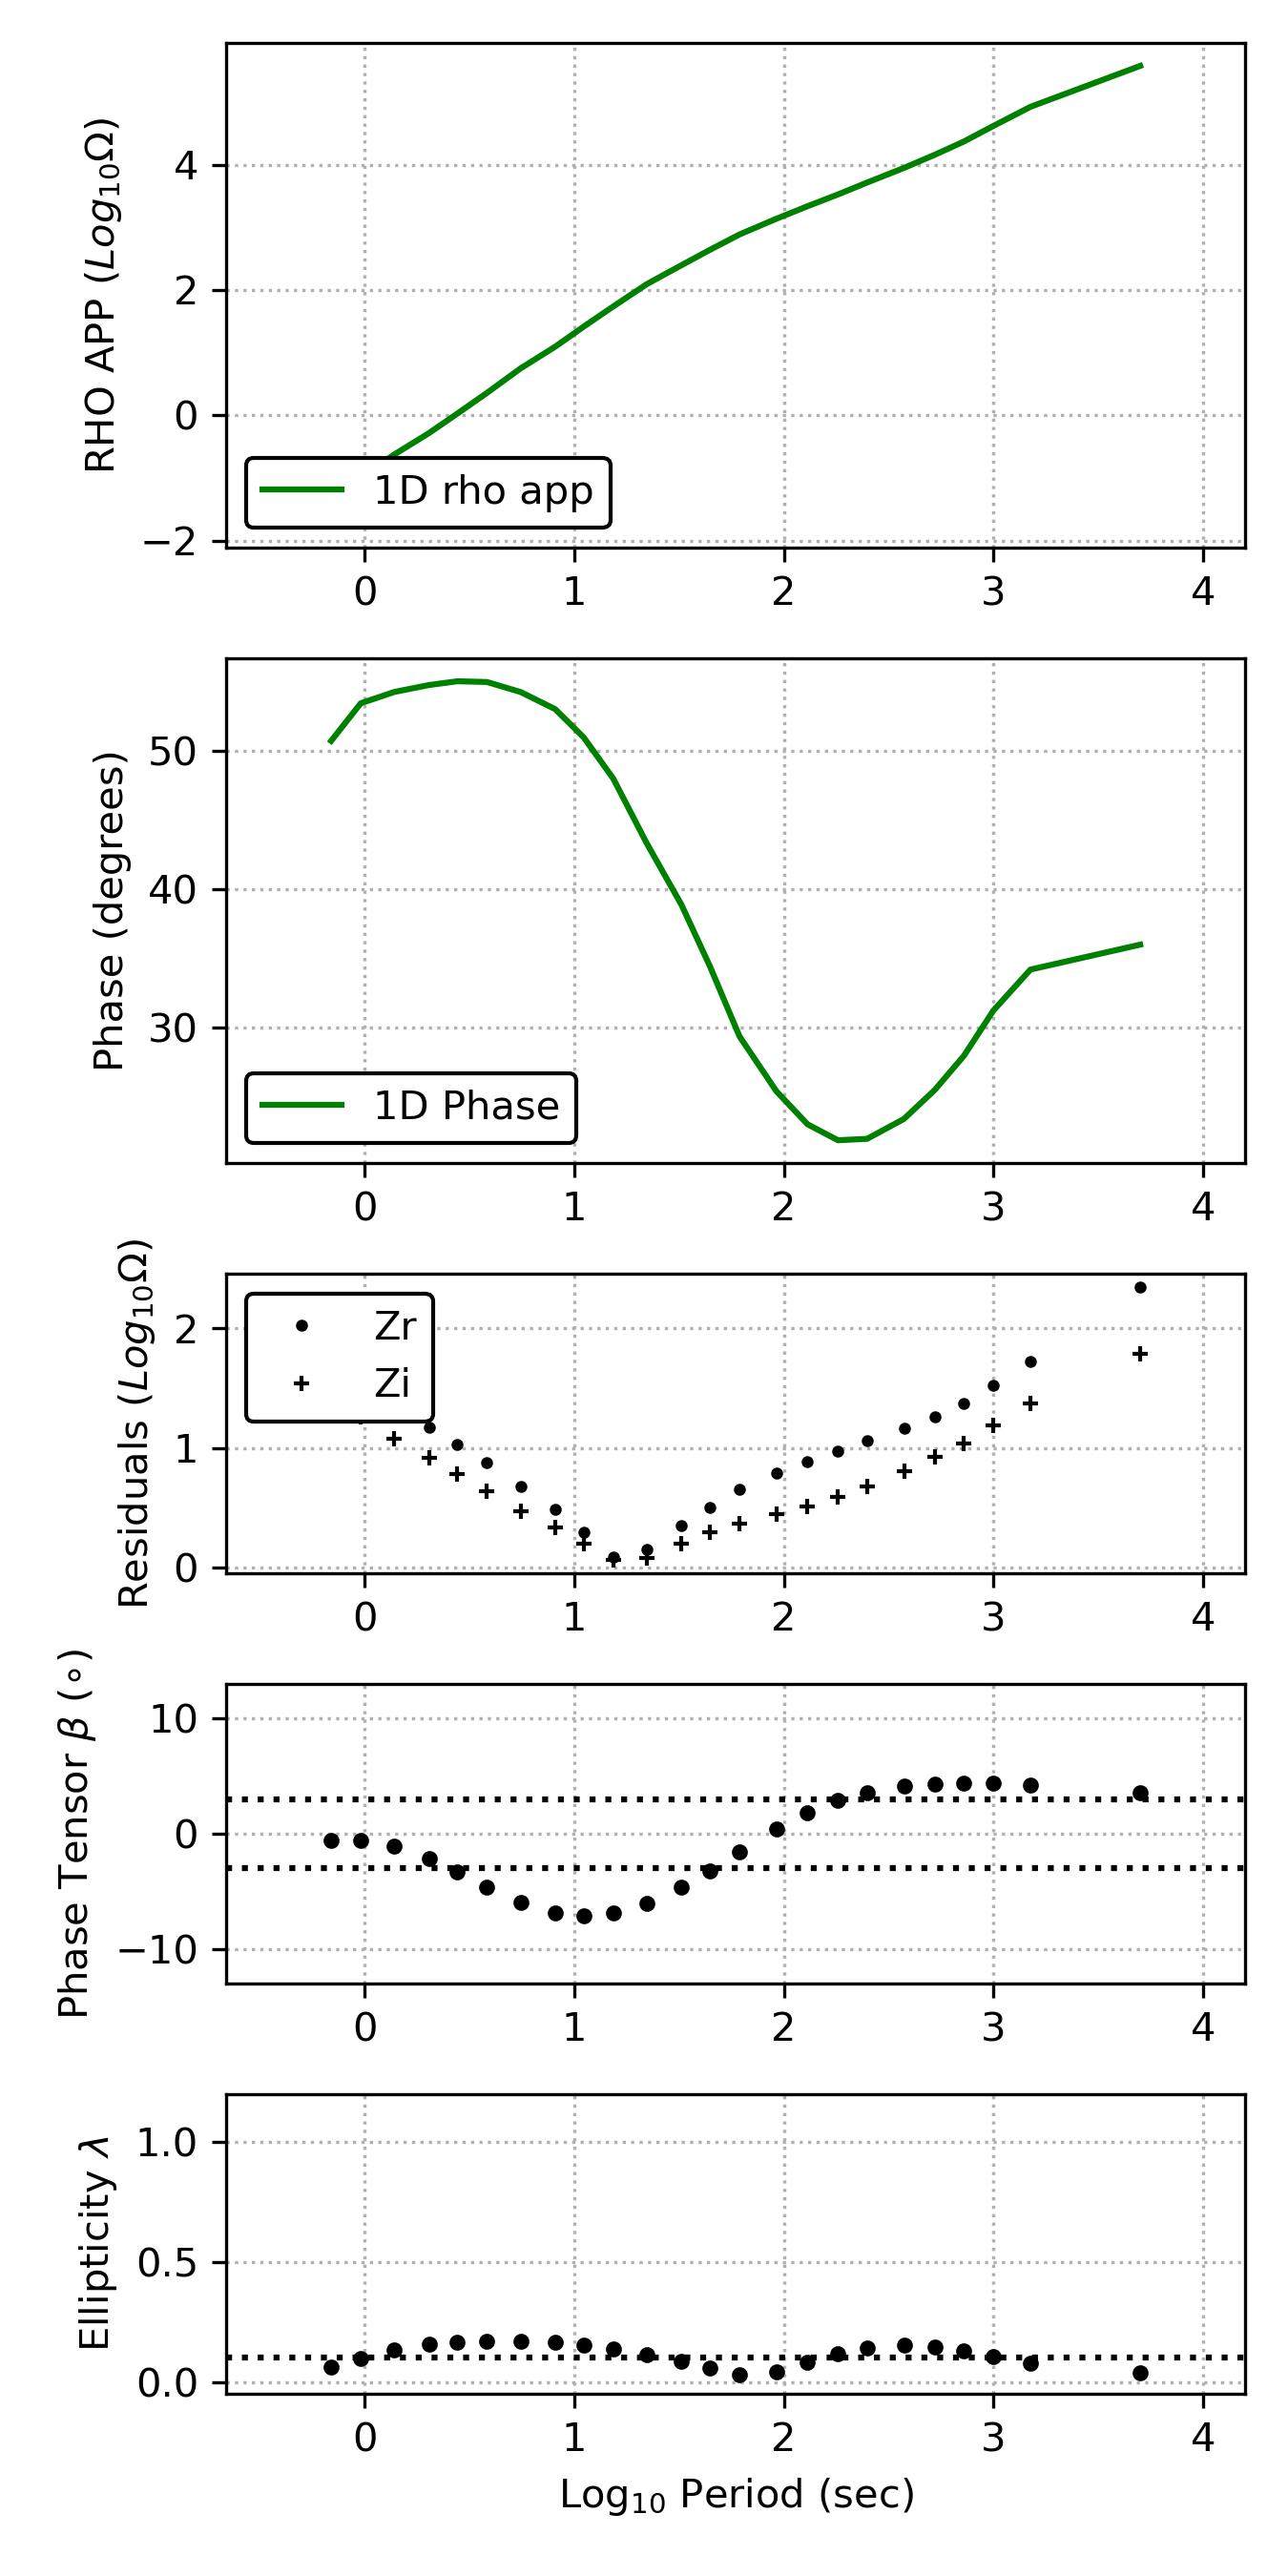 RHO APP (Log₁₀Ω)
4
2
0
−2
1D rho app
0 1 2 3 4
Phase (degrees)
50
40
30
1D Phase
0 1 2 3 4
Residuals (Log₁₀Ω)
2
1
0
Zr
Zi
0 1 2 3 4
Phase Tensor β (∘)
10
0
−10
0 1 2 3 4
Ellipticity λ
1.0
0.5
0.0
0 1 2 3 4
Log₁₀ Period (sec)